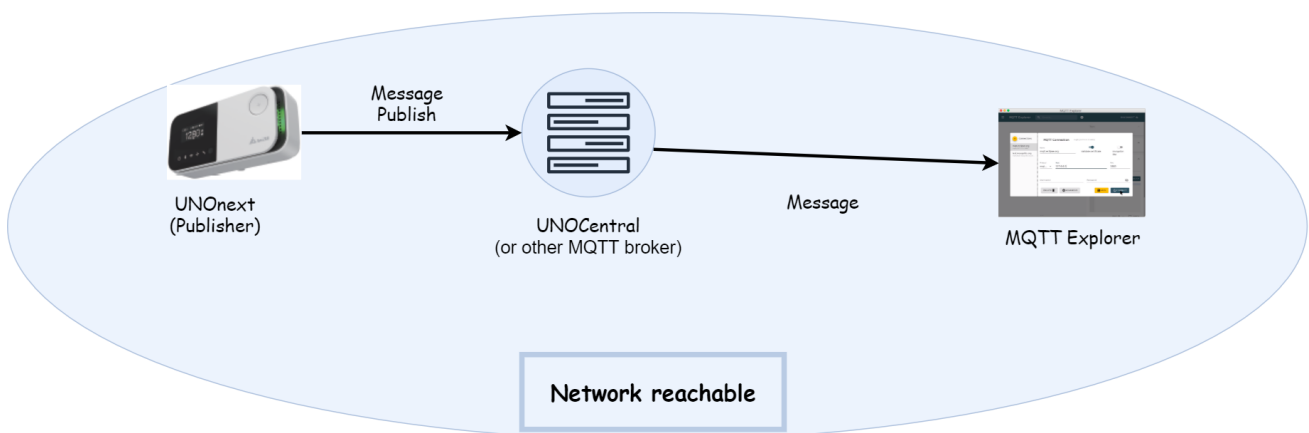 Message
Publish
UNOnext
(Publisher)
UNOCentral
(or other MQTT broker)
Message
MQTT Explorer
Network reachable